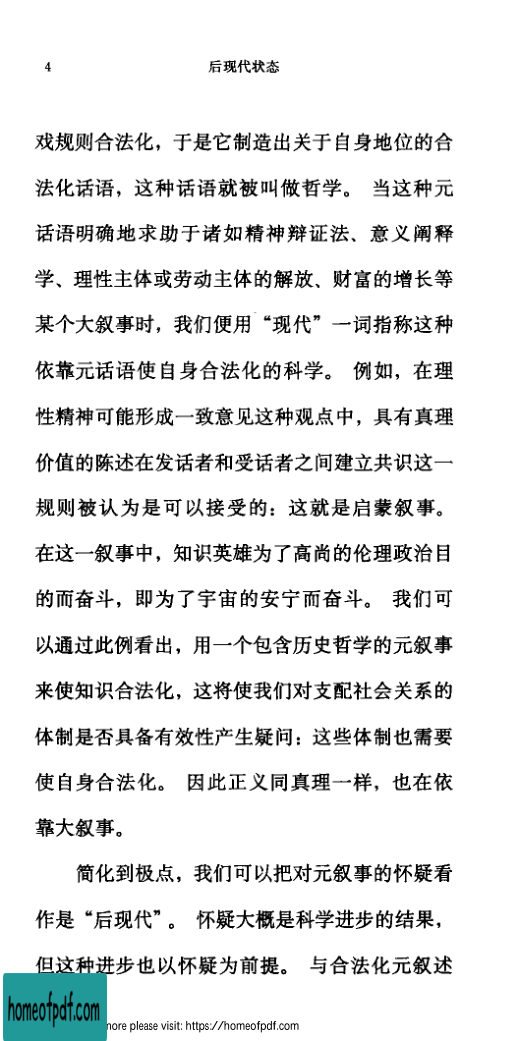 4 后现代状态
戏规则合法化，于是它制造出关于自身地位的合
法化话语，这种话语就被叫做哲学。 当这种元
话语明确地求助于诸如精神辩证法、意义阐释
学、理性主体或劳动主体的解放、财富的增长等
某个大叙事时，我们便用“现代”一词指称这种
依靠元话语使自身合法化的科学。 例如，在理
性精神可能形成一致意见这种观点中，具有真理
价值的陈述在发话者和受话者之间建立共识这一
规则被认为是可以接受的：这就是启蒙叙事。
在这一叙事中，知识英雄为了高尚的伦理政治目
的而奋斗，即为了宇宙的安宁而奋斗。 我们可
以通过此例看出，用一个包含历史哲学的元叙事
来使知识合法化，这将使我们对支配社会关系的
体制是否具备有效性产生疑问：这些体制也需要
使自身合法化。 因此正义同真理一样，也在依
靠大叙事。
简化到极点，我们可以把对元叙事的怀疑看
作是“后现代”。 怀疑大概是科学进步的结果，
但这种进步也以怀疑为前提。 与合法化元叙述
homeofpdf.com
more please visit: https://homeofpdf.com